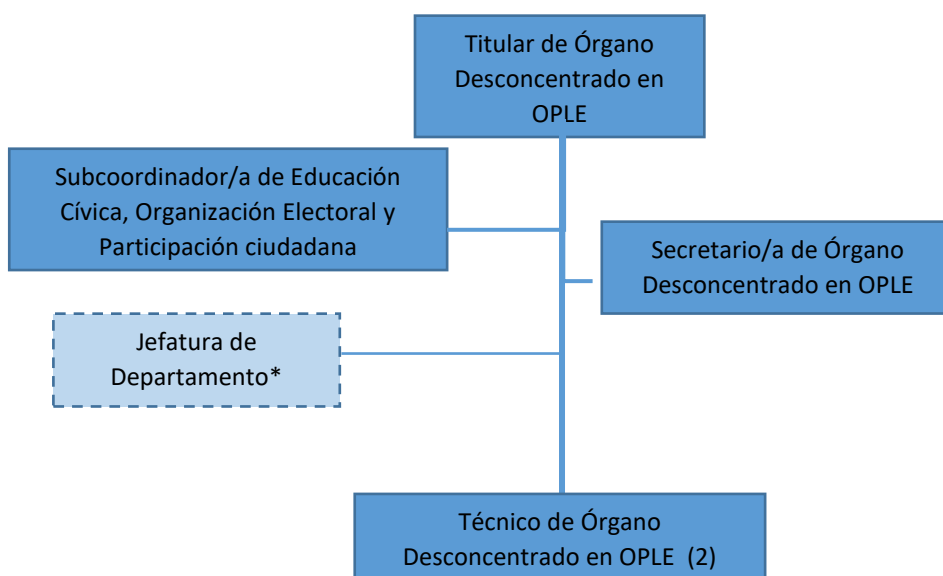 Titular de Órgano
Desconcentrado en
OPLE
Subcoordinador/a de Educación
Cívica, Organización Electoral y
Participación ciudadana
Secretario/a de Órgano
Desconcentrado en OPLE
Jefatura de
Departamento*
Técnico de Órgano
Desconcentrado en OPLE (2)